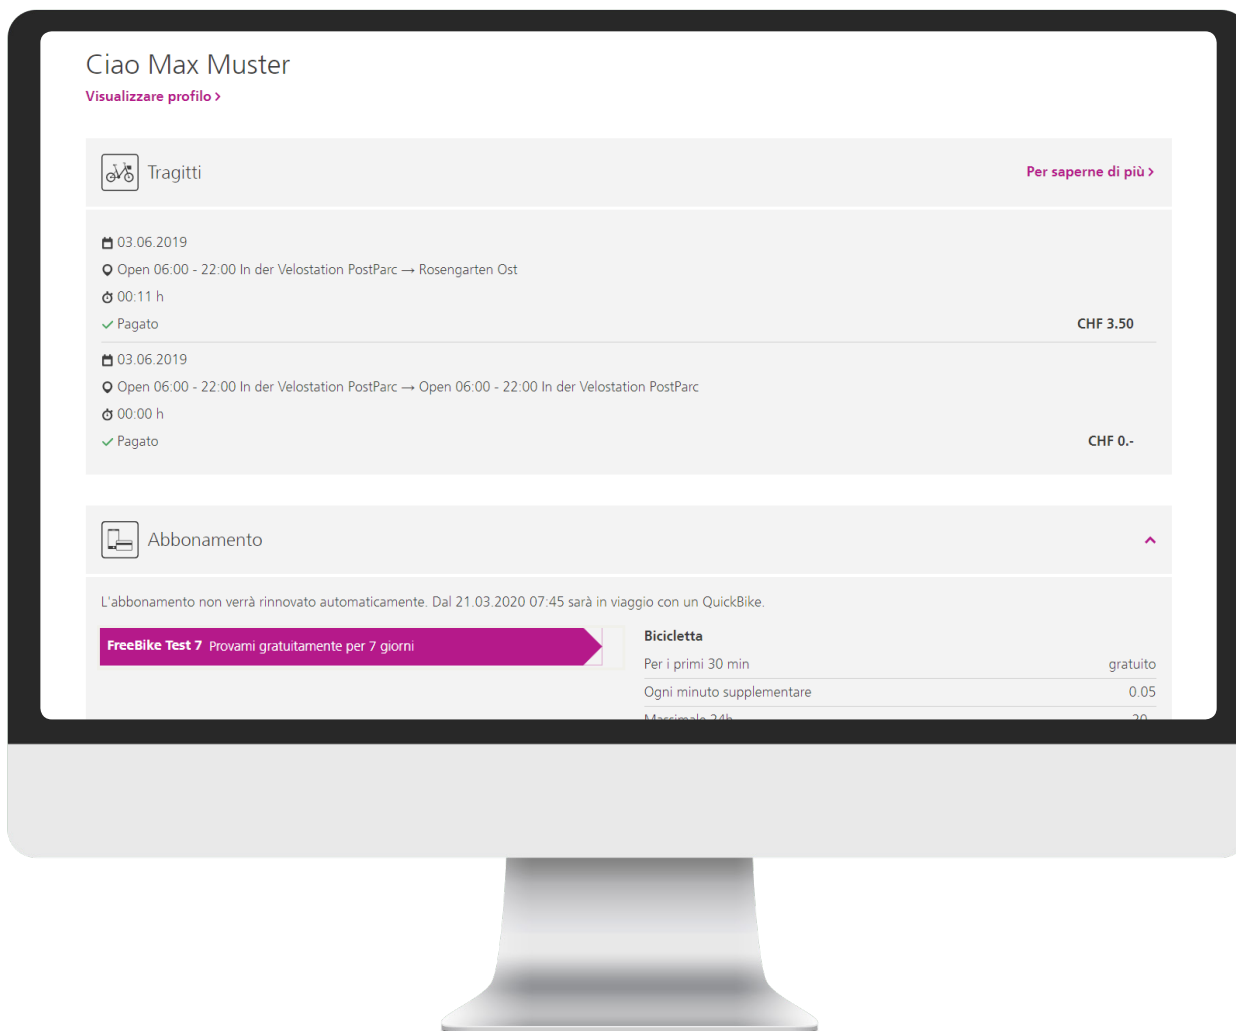 Ciao Max Muster
Visualizzare profilo >
Tragitti
Per saperne di più >
03.06.2019
Open 06:00 - 22:00 In der Velostation PostParc → Rosengarten Ost
00:11 h
Pagato
CHF 3.50
03.06.2019
Open 06:00 - 22:00 In der Velostation PostParc → Open 06:00 - 22:00 In der Velostation PostParc
00:00 h
Pagato
CHF 0.-
Abbonamento
L'abbonamento non verrà rinnovato automaticamente. Dal 21.03.2020 07:45 sarà in viaggio con un QuickBike.
FreeBike Test 7 Provami gratuitamente per 7 giorni
Bicicletta
Per i primi 30 min gratuito
Ogni minuto supplementare 0.05
Massimale 24h 20